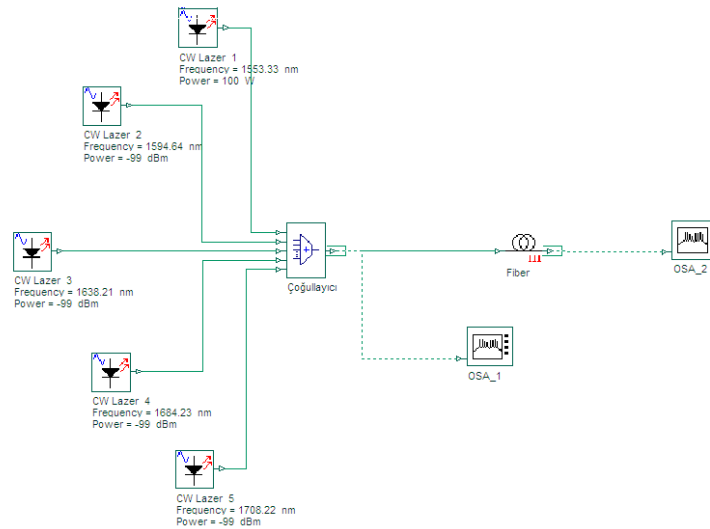 CW Lazer 1
Frequency = 1553.33 nm
Power = 100 W
CW Lazer 2
Frequency = 1594.64 nm
Power = -99 dBm
CW Lazer 3
Frequency = 1638.21 nm
Power = -99 dBm
Çoğullayıcı
Fiber
OSA_2
OSA_1
CW Lazer 4
Frequency = 1684.23 nm
Power = -99 dBm
CW Lazer 5
Frequency = 1708.22 nm
Power = -99 dBm